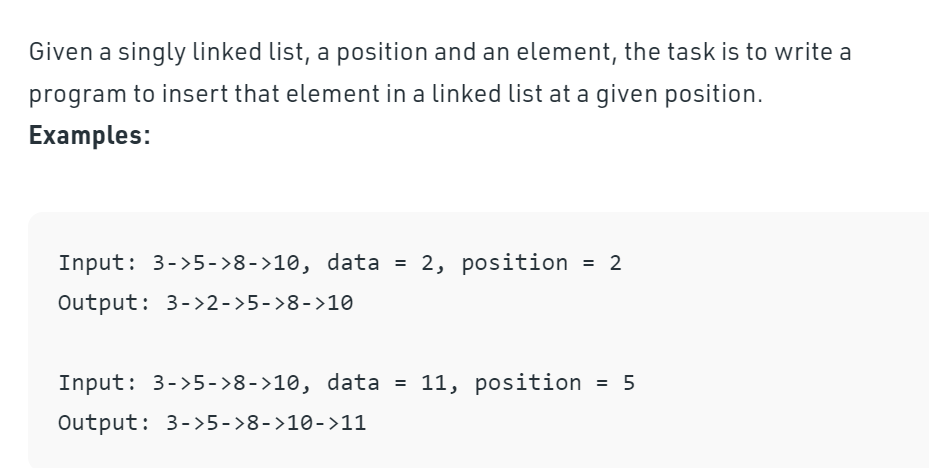 Given a singly linked list, a position and an element, the task is to write a
program to insert that element in a linked list at a given position.
Examples:
Input: 3->5->8->10, data = 2, position = 2
Output: 3->2->5->8->10
Input: 3->5->8->10, data = 11, position = 5
Output: 3->5->8->10->11